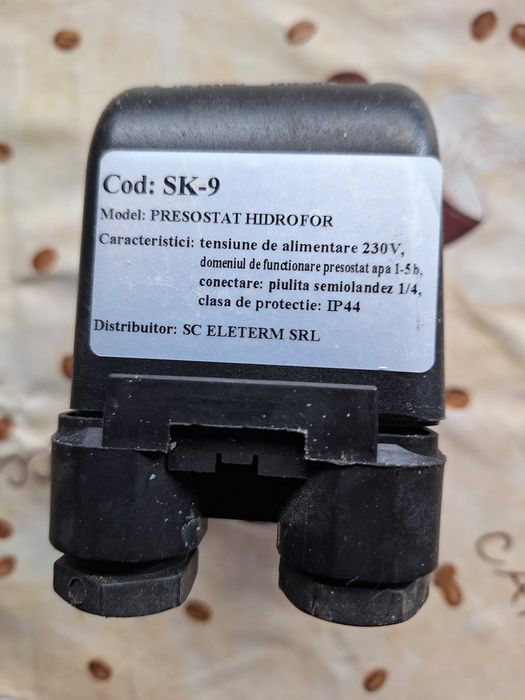 Cod: SK-9
Model: PRESOSTAT HIDROFOR
Caracteristici: tensiune de alimentare 230V,
domeniul de functionare presostat apa 1-5 b,
conectare: piulita semiolandez 1/4,
clasa de protectie: IP44
Distribuitor: SC ELETERM SRL